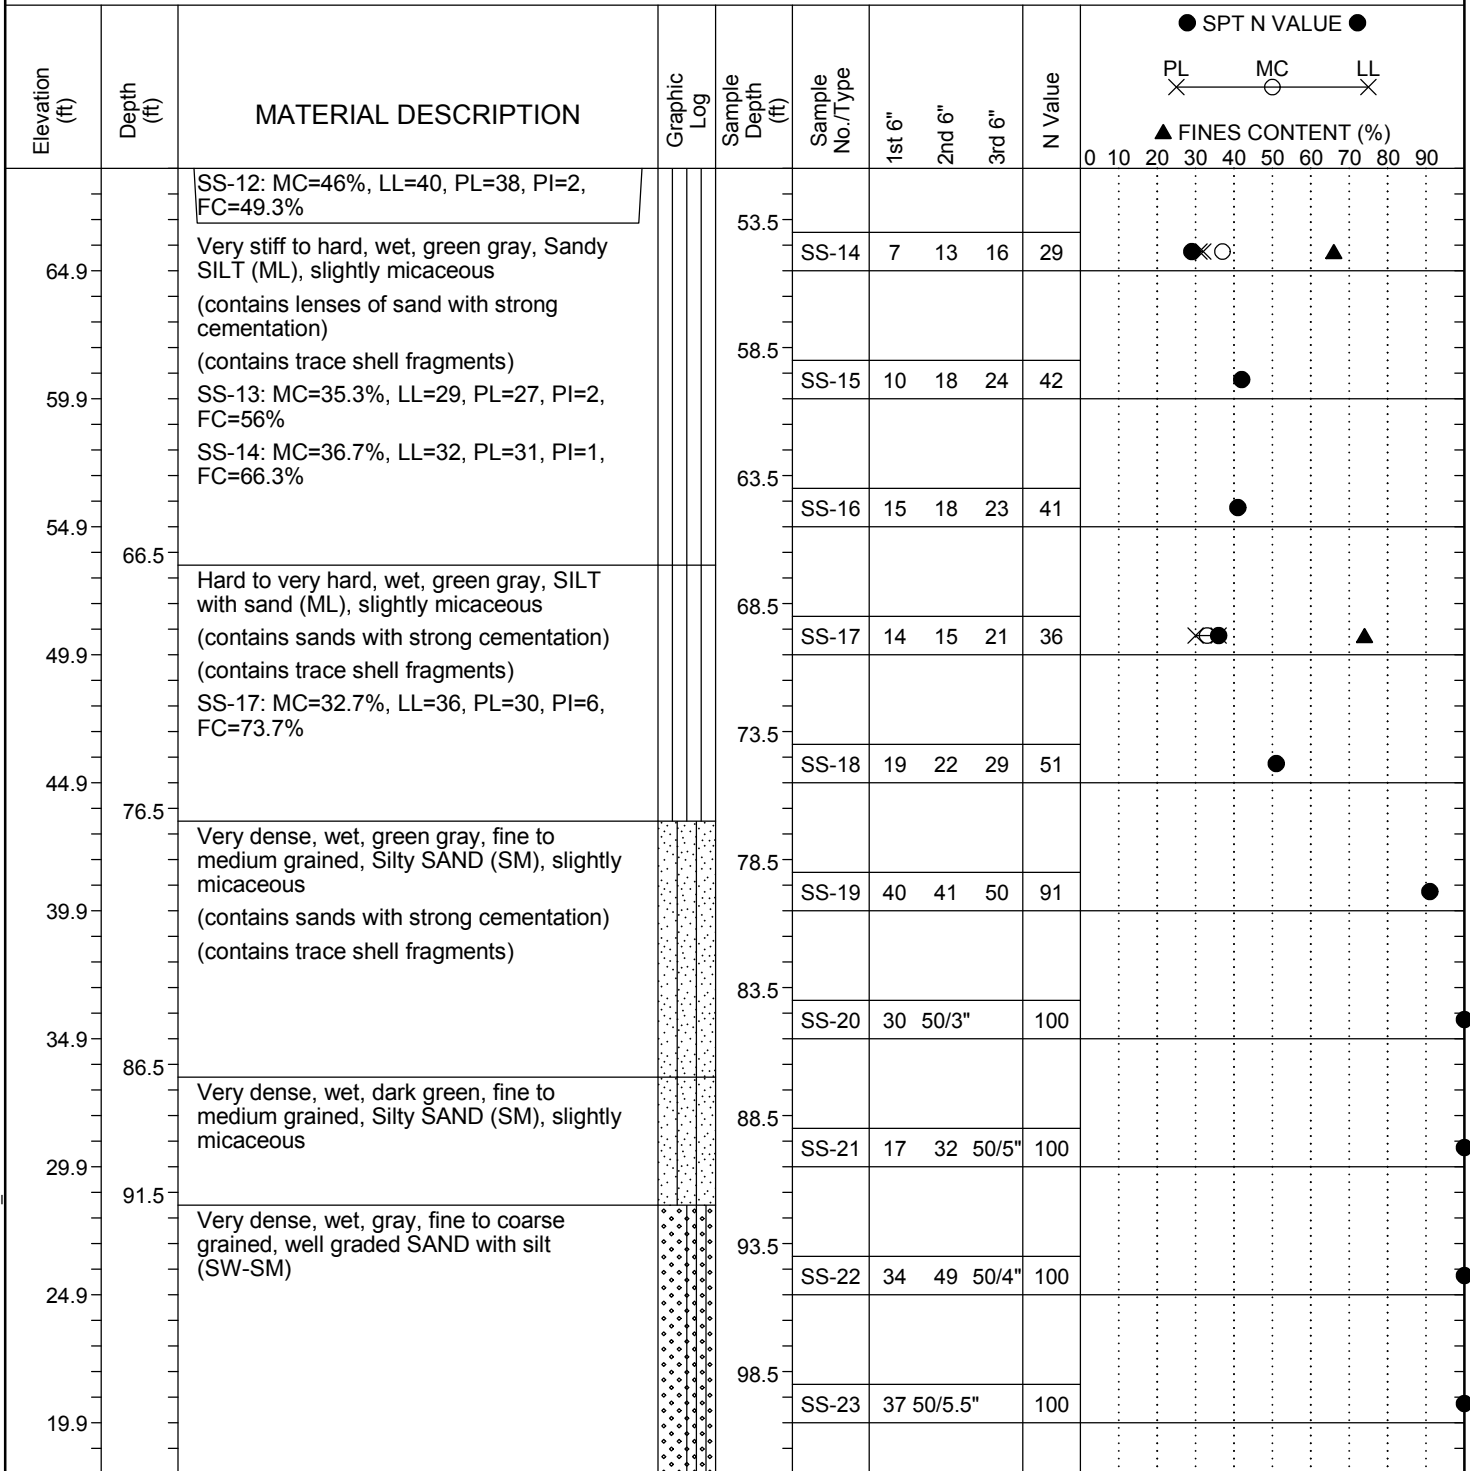 ● SPT N VALUE ●
PL MC LL
▲ FINES CONTENT (%)
0 10 20 30 40 50 60 70 80 90
Elevation (ft)
Depth (ft)
MATERIAL DESCRIPTION
Graphic Log
Sample Depth (ft)
Sample No./Type
1st 6"
2nd 6"
3rd 6"
N Value
SS-12: MC=46%, LL=40, PL=38, PI=2,
FC=49.3%
53.5
Very stiff to hard, wet, green gray, Sandy
SS-14 7 13 16 29
64.9
SILT (ML), slightly micaceous
(contains lenses of sand with strong
cementation)
58.5
(contains trace shell fragments)
SS-15 10 18 24 42
59.9
SS-13: MC=35.3%, LL=29, PL=27, PI=2,
FC=56%
SS-14: MC=36.7%, LL=32, PL=31, PI=1,
FC=66.3%
63.5
SS-16 15 18 23 41
54.9
66.5
Hard to very hard, wet, green gray, SILT
with sand (ML), slightly micaceous
68.5
(contains sands with strong cementation)
SS-17 14 15 21 36
49.9
(contains trace shell fragments)
SS-17: MC=32.7%, LL=36, PL=30, PI=6,
FC=73.7%
73.5
SS-18 19 22 29 51
44.9
76.5
Very dense, wet, green gray, fine to
medium grained, Silty SAND (SM), slightly
78.5
micaceous
SS-19 40 41 50 91
39.9
(contains sands with strong cementation)
(contains trace shell fragments)
83.5
SS-20 30 50/3" 100
34.9
86.5
Very dense, wet, dark green, fine to
medium grained, Silty SAND (SM), slightly
88.5
micaceous
SS-21 17 32 50/5" 100
29.9
91.5
Very dense, wet, gray, fine to coarse
grained, well graded SAND with silt
93.5
(SW-SM)
SS-22 34 49 50/4" 100
24.9
98.5
SS-23 37 50/5.5" 100
19.9